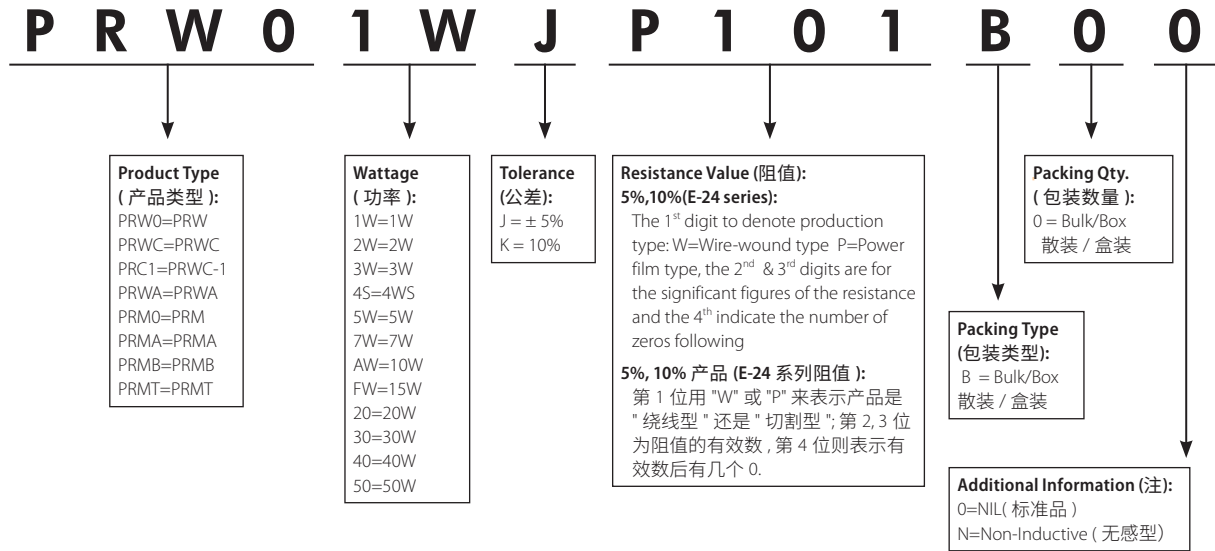 PRW0 1W J P101 B 0 0
Product Type
( 产品类型 ):
PRW0=PRW
PRWC=PRWC
PRC1=PRWC-1
PRWA=PRWA
PRM0=PRM
PRMA=PRMA
PRMB=PRMB
PRMT=PRMT
Wattage
( 功率 ):
1W=1W
2W=2W
3W=3W
4S=4WS
5W=5W
7W=7W
AW=10W
FW=15W
20=20W
30=30W
40=40W
50=50W
Tolerance
(公差):
J = ± 5%
K = 10%
Resistance Value (阻值):
5%,10%(E-24 series):
The 1st digit to denote production
type: W=Wire-wound type P=Power
film type, the 2nd & 3rd digits are for
the significant figures of the resistance
and the 4th indicate the number of
zeros following
5%, 10% 产品 (E-24 系列阻值 ):
第 1 位用 "W" 或 "P" 来表示产品是
" 绕线型 " 还是 " 切割型 "; 第 2, 3 位
为阻值的有效数 , 第 4 位则表示有
效数后有几个 0.
Packing Qty.
( 包装数量 ):
0 = Bulk/Box
散装 / 盒装
Packing Type
(包装类型):
B = Bulk/Box
散装 / 盒装
Additional Information (注):
0=NIL( 标准品 )
N=Non-Inductive ( 无感型)